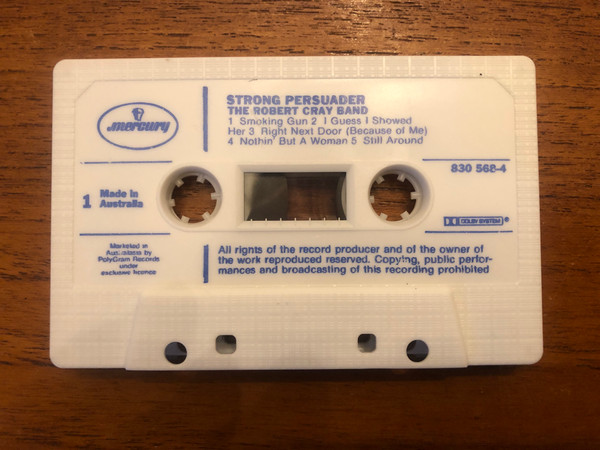 mercury
STRONG PERSUADER
THE ROBERT CRAY BAND
1 Smoking Gun 2 I Guess I Showed
Her 3 Right Next Door (Because of Me)
4 Nothin' But A Woman 5 Still Around
830 568-4
1 Made in
Australia
DOLBY SYSTEM ®
Marketed in
Australasia by
PolyGram Records
under
exclusive licence
All rights of the record producer and of the owner of
the work reproduced reserved. Copying, public perfor-
mances and broadcasting of this recording prohibited